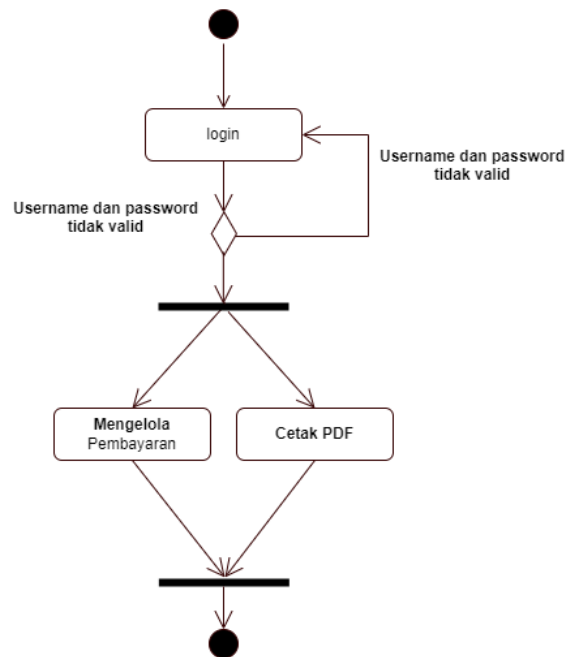 login
Username dan password
tidak valid
Username dan password
tidak valid
Mengelola
Pembayaran
Cetak PDF